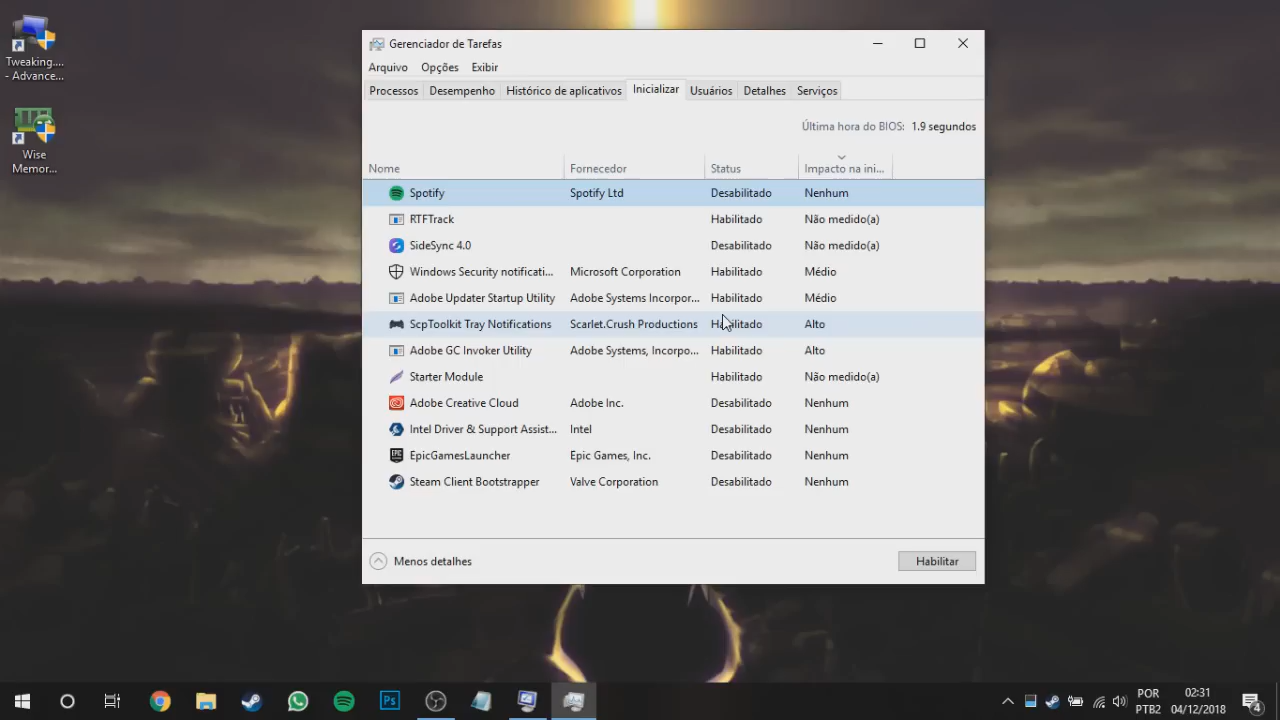 Tweaking....
- Advance...
Wise
Memor...
Gerenciador de Tarefas
Arquivo Opções Exibir
Processos Desempenho Histórico de aplicativos Inicializar Usuários Detalhes Serviços
Última hora do BIOS: 1.9 segundos
Nome Fornecedor Status Impacto na ini...
Spotify Spotify Ltd Desabilitado Nenhum
RTFTrack Habilitado Não medido(a)
SideSync 4.0 Desabilitado Não medido(a)
Windows Security notificati... Microsoft Corporation Habilitado Médio
Adobe Updater Startup Utility Adobe Systems Incorpor... Habilitado Médio
ScpToolkit Tray Notifications Scarlet.Crush Productions Habilitado Alto
Adobe GC Invoker Utility Adobe Systems, Incorpo... Habilitado Alto
Starter Module Habilitado Não medido(a)
Adobe Creative Cloud Adobe Inc. Desabilitado Nenhum
Intel Driver & Support Assist... Intel Desabilitado Nenhum
EpicGamesLauncher Epic Games, Inc. Desabilitado Nenhum
Steam Client Bootstrapper Valve Corporation Desabilitado Nenhum
Menos detalhes Habilitar
Ps
POR 02:31
PTB2 04/12/2018
4